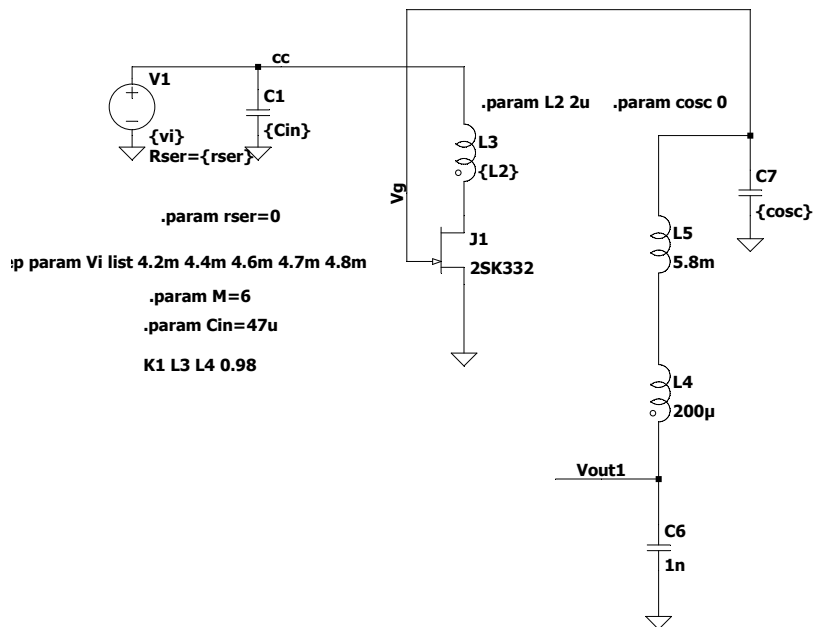 cc
V1
C1
{vi}
{Cin}
Rser={rser}
.param L2 2u
.param cosc 0
L3
{L2}
Vg
C7
{cosc}
.param rser=0
J1
2SK332
L5
5.8m
ep param Vi list 4.2m 4.4m 4.6m 4.7m 4.8m
.param M=6
.param Cin=47u
K1 L3 L4 0.98
L4
200µ
Vout1
C6
1n